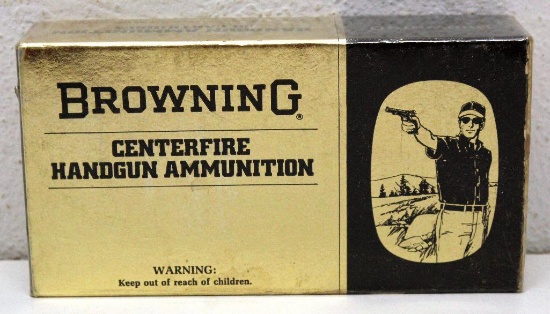 BROWNING®
CENTERFIRE
HANDGUN AMMUNITION
WARNING:
Keep out of reach of children.